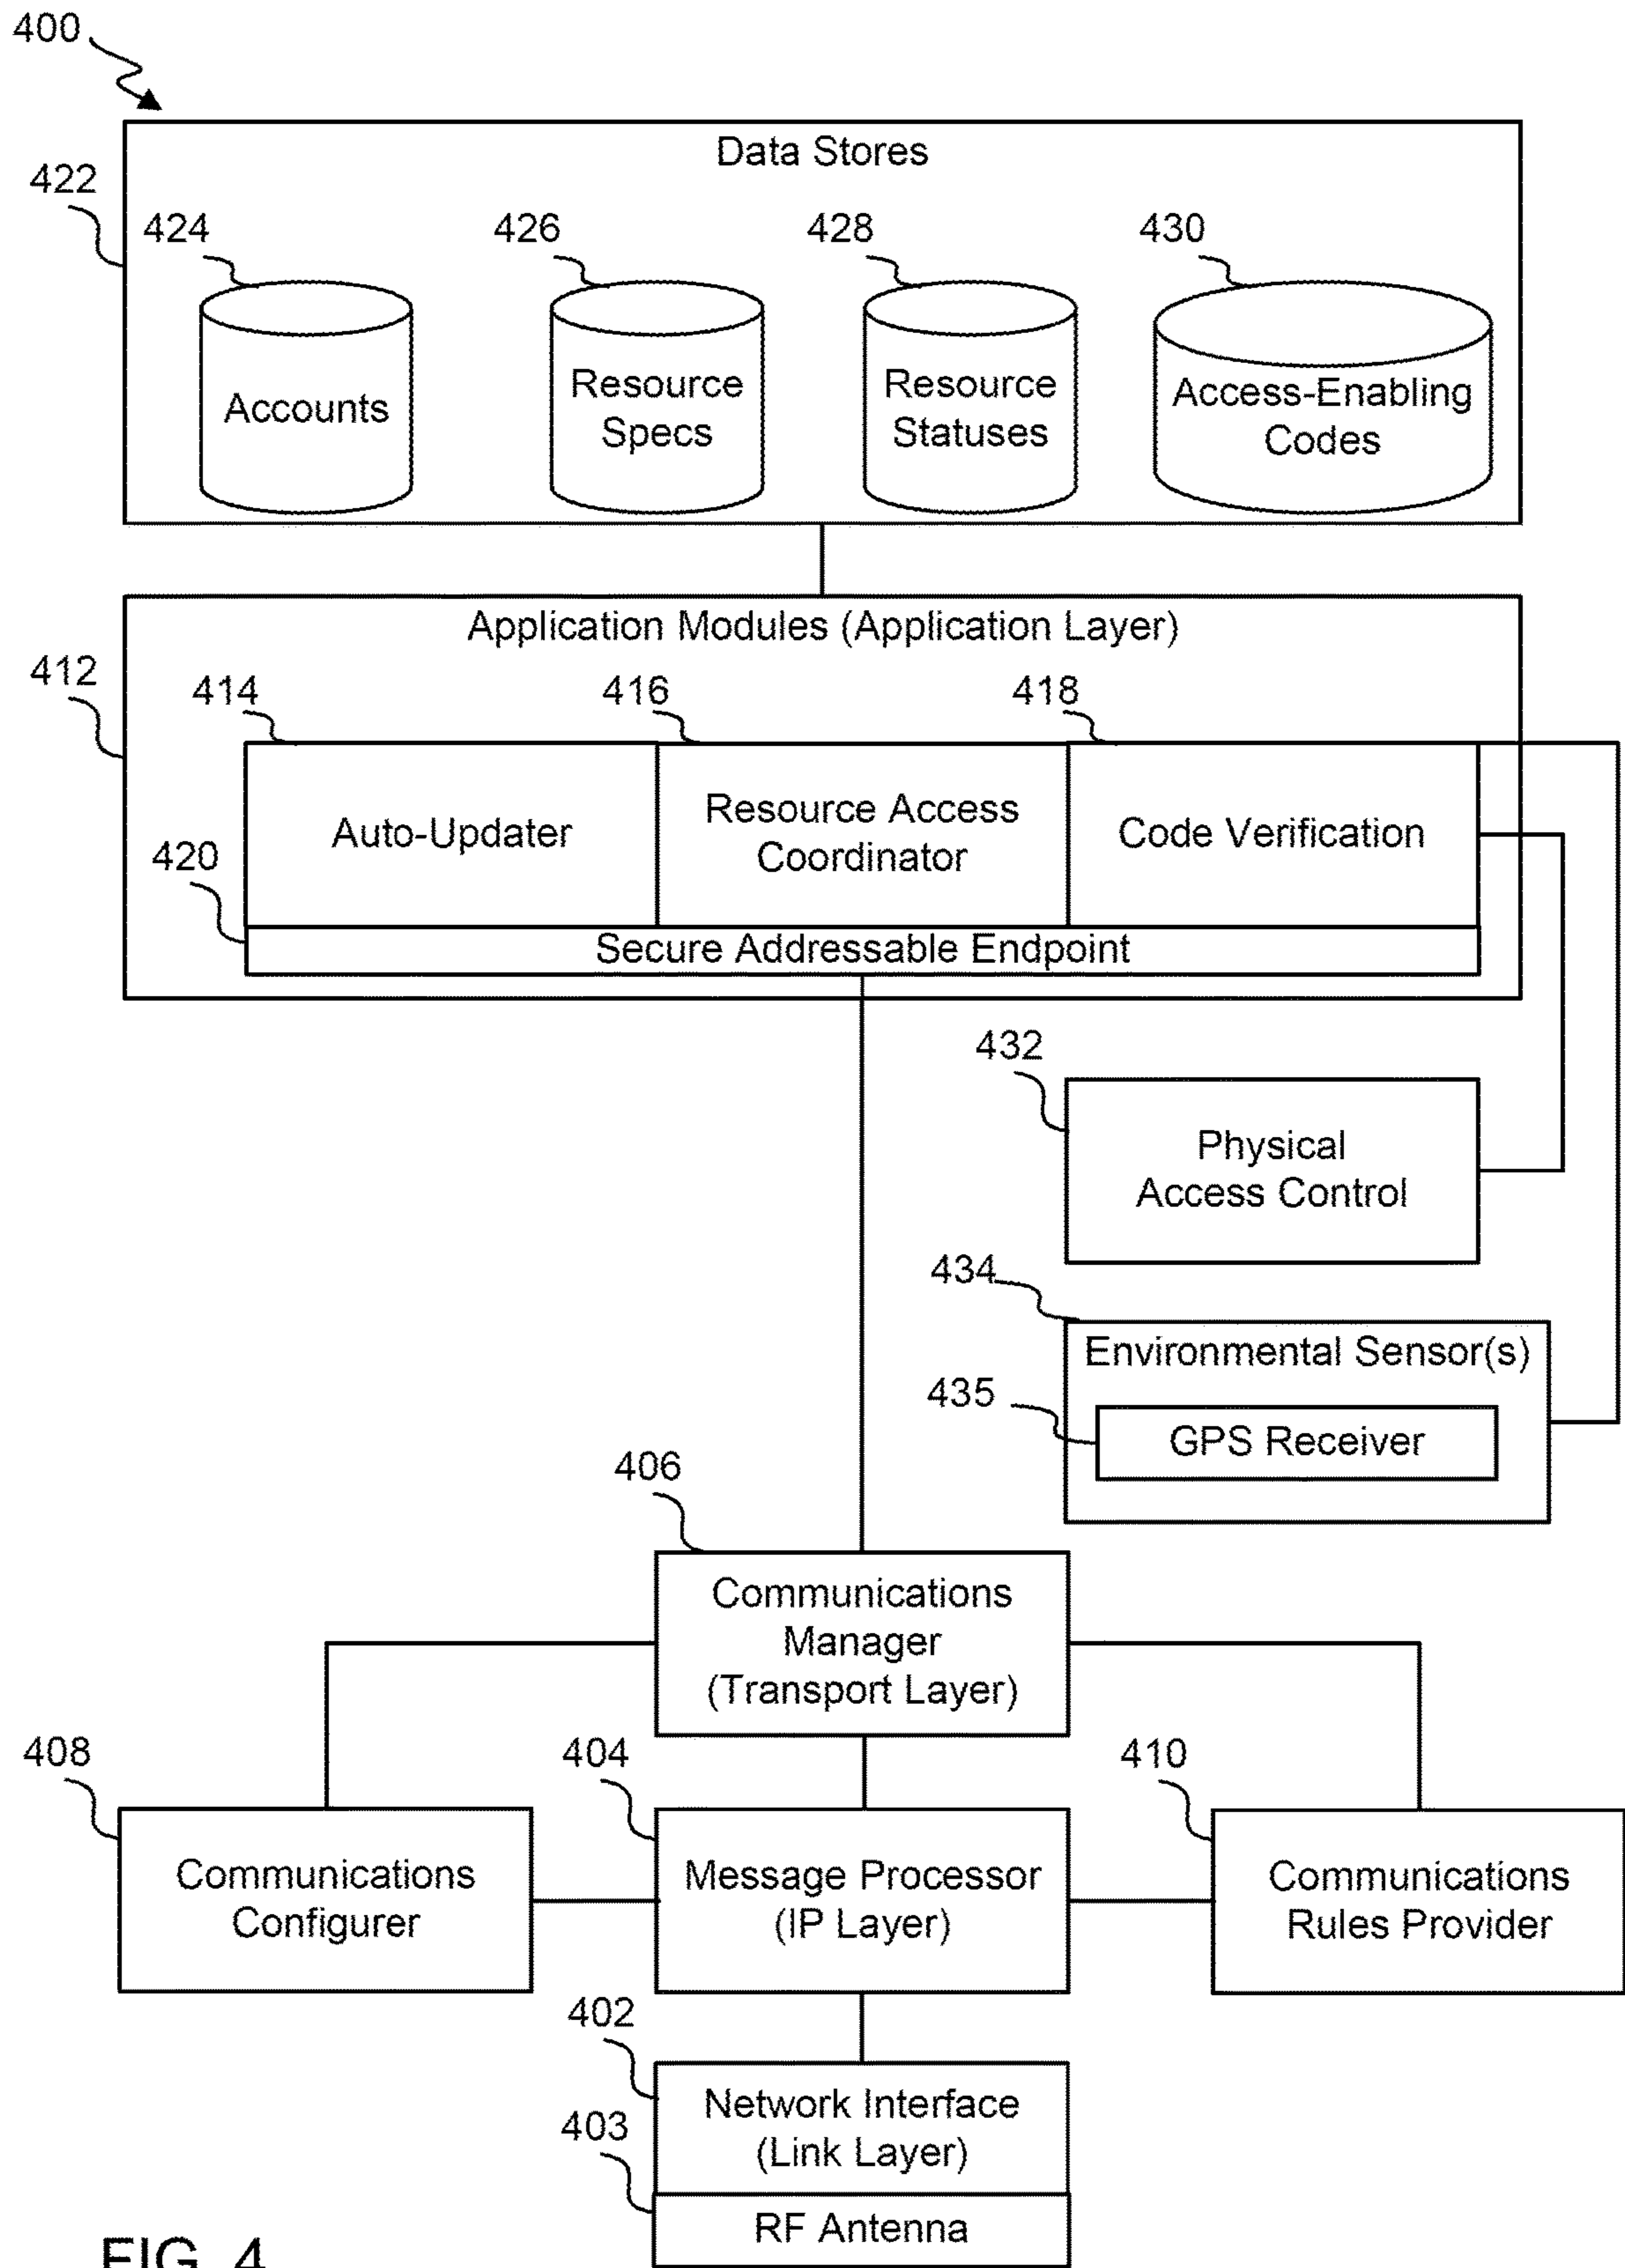 400
Data Stores
422
424
426
428
430
Accounts
Resource
Specs
Resource
Statuses
Access-Enabling
Codes
Application Modules (Application Layer)
412
414
416
418
Auto-Updater
Resource Access
Coordinator
Code Verification
420
Secure Addressable Endpoint
432
Physical
Access Control
434
Environmental Sensor(s)
435
GPS Receiver
406
Communications
Manager
(Transport Layer)
408
404
410
Communications
Configurer
Message Processor
(IP Layer)
Communications
Rules Provider
402
Network Interface
(Link Layer)
403
RF Antenna
FIG. 4